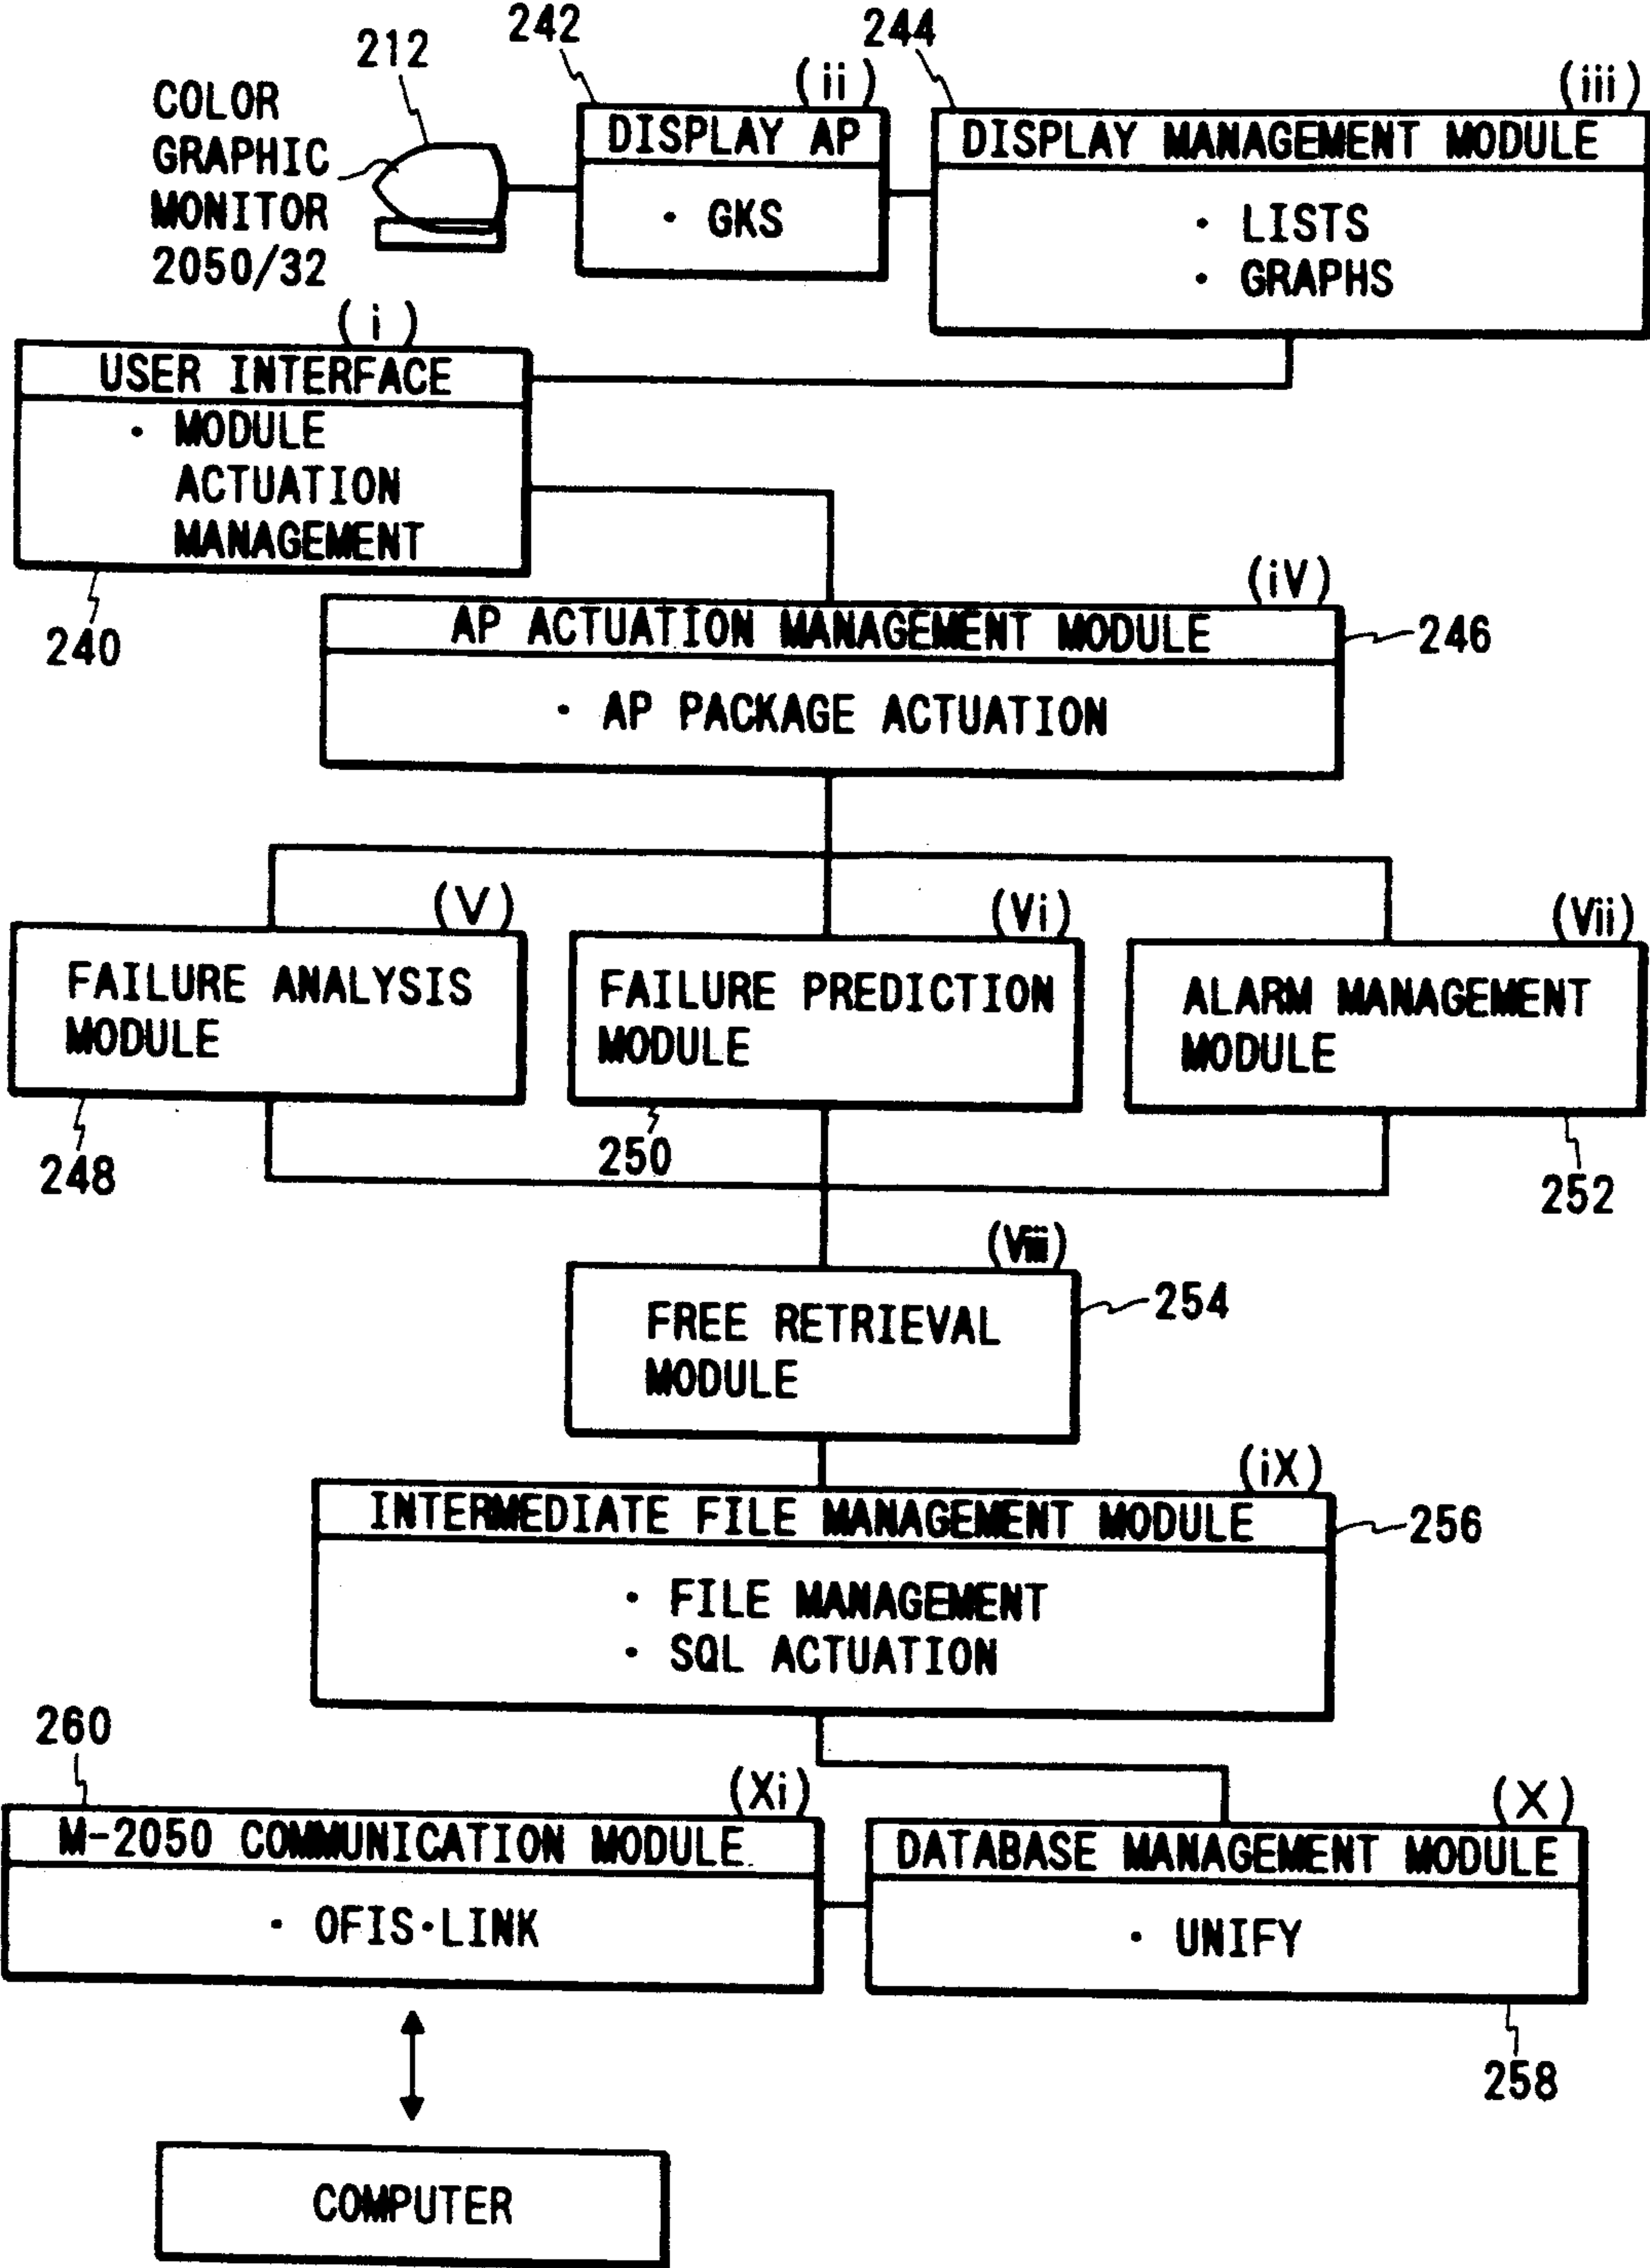 242
244
212
(ii)
(iii)
COLOR
GRAPHIC
MONITOR
2050/32
DISPLAY AP
• GKS
DISPLAY MANAGEMENT MODULE
• LISTS
• GRAPHS
(i)
USER INTERFACE
• MODULE
ACTUATION
MANAGEMENT
240
(iV)
AP ACTUATION MANAGEMENT MODULE
246
• AP PACKAGE ACTUATION
(V)
(Vi)
(Vii)
FAILURE ANALYSIS
MODULE
FAILURE PREDICTION
MODULE
ALARM MANAGEMENT
MODULE
248
250
252
(Viii)
FREE RETRIEVAL
MODULE
254
(iX)
INTERMEDIATE FILE MANAGEMENT MODULE
256
• FILE MANAGEMENT
• SQL ACTUATION
260
(Xi)
(X)
M-2050 COMMUNICATION MODULE
• OFIS·LINK
DATABASE MANAGEMENT MODULE
• UNIFY
258
COMPUTER